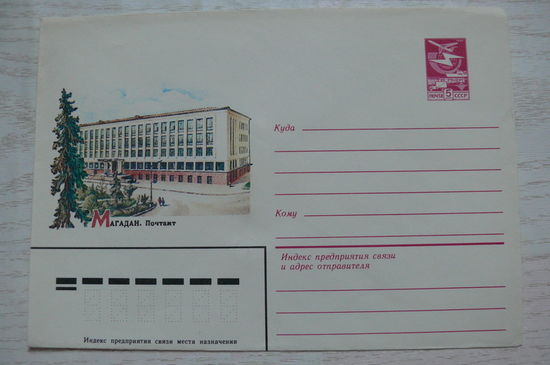 ПОЧТА 5 СССР
Куда
Кому
МАГАДАН. Почтамт
Индекс предприятия связи
и адрес отправителя
Индекс предприятия связи места назначения